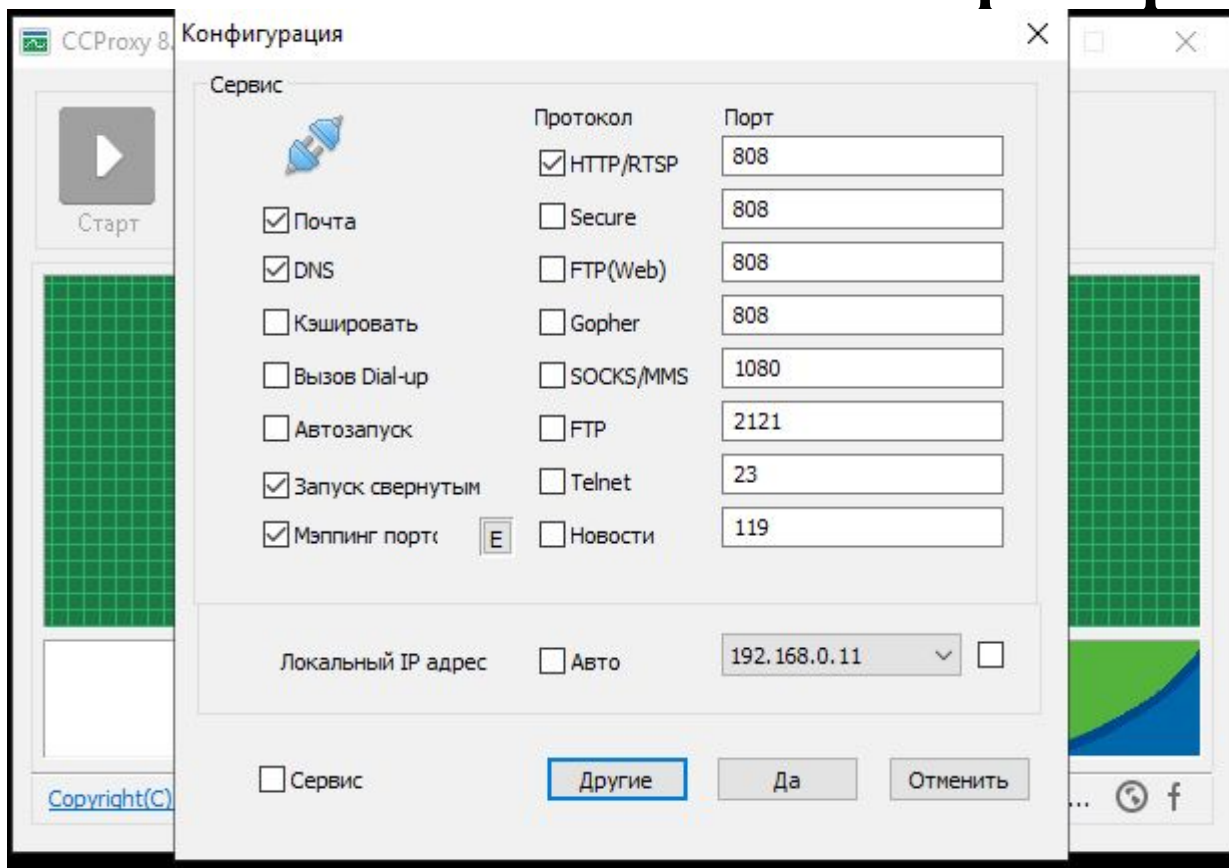 CCProxy 8.
Конфигурация
Старт
Сервис
Протокол
Порт
HTTP/RTSP
808
Почта
Secure
808
DNS
FTP(Web)
808
Кэшировать
Gopher
808
Вызов Dial-up
SOCKS/MMS
1080
Автозапуск
FTP
2121
Запуск свернутым
Telnet
23
Мэппинг порто
E
Новости
119
Локальный IP адрес
Авто
192.168.0.11
Сервис
Другие
Да
Отменить
Copyright(C)
...